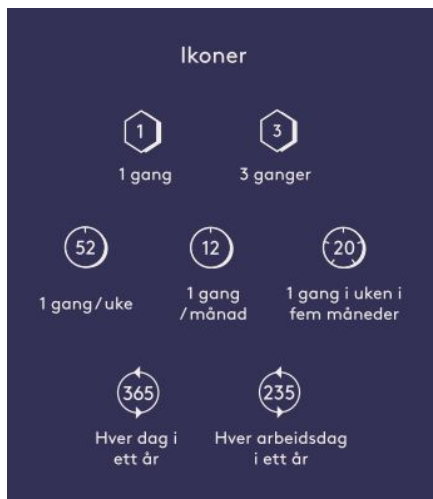 Ikoner
1
3
1 gang
3 ganger
52
12
20
1 gang/uke
1 gang
/månad
1 gang i uken i
fem måneder
365
235
Hver dag i
ett år
Hver arbeidsdag
i ett år